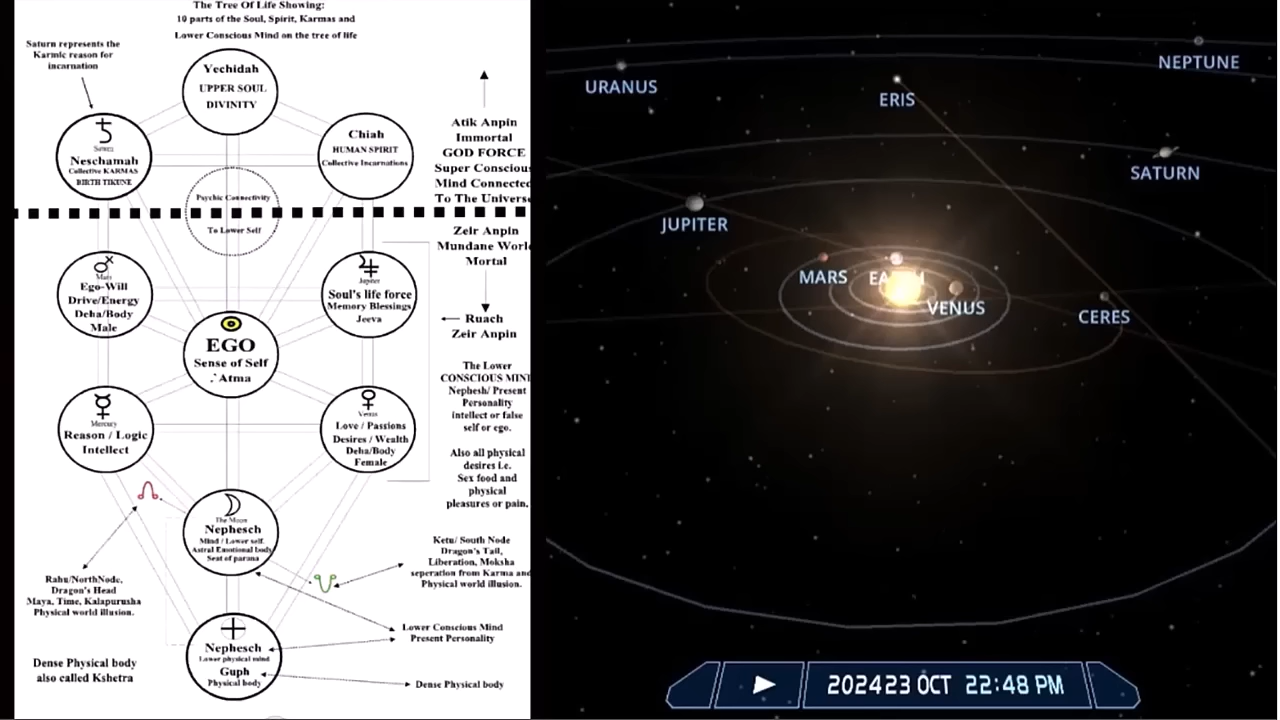 The Tree Of Life Showing:
10 parts of the Soul, Spirit, Karmas and
Lower Conscious Mind on the tree of life
Saturn represents the
Karmic reason for
incarnation
Yechidah
UPPER SOUL
DIVINITY
Neschamah
Collective KARMAS
BIRTH TIKUNE
Chiah
HUMAN SPIRIT
Collective Incarnations
Atik Anpin
Immortal
GOD FORCE
Super Conscious
Mind Connected
To The Universe
Psychic Connectivity
To Lower Self
Zeir Anpin
Mundane World
Mortal
Mars
Ego-Will
Drive/Energy
Deha/Body
Male
Jupiter
Soul's life force
Memory Blessings
Jeeva
Ruach
Zeir Anpin
EGO
Sense of Self
Atma
The Lower
CONSCIOUS MIND
Nephesh/ Present
Personality
intellect or false
self or ego.
Mercury
Reason / Logic
Intellect
Venus
Love / Passions
Desires / Wealth
Deha/Body
Female
Also all physical
desires i.e.
Sex food and
physical
pleasures or pain.
The Moon
Nephesch
Mind / Lower self.
Astral Emotional body
Seat of parana
Ketu/ South Node
Dragon's Tail,
Liberation, Moksha
seperation from Karma and
Physical world illusion.
Rahu/NorthNode,
Dragon's Head
Maya, Time, Kalapurusha
Physical world illusion.
Lower Conscious Mind
Present Personality
Nephesch
Lower physical mind
Guph
Physical body
Dense Physical body
also called Kshetra
Dense Physical body
URANUS
NEPTUNE
ERIS
SATURN
JUPITER
MARS
EARTH
VENUS
CERES
202423 OCT 22:48 PM